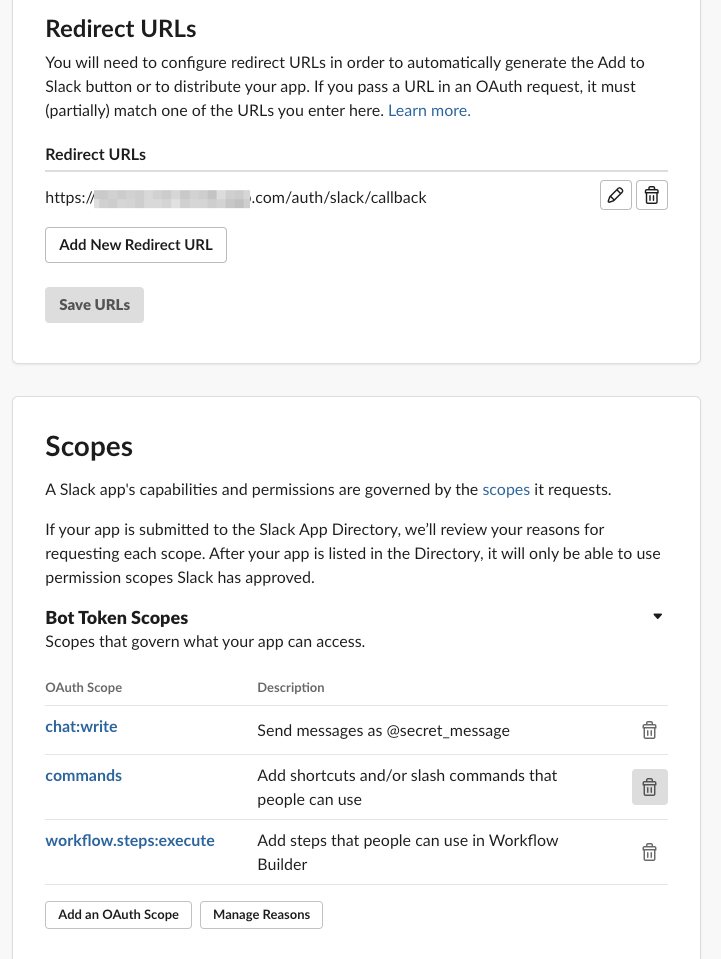 Redirect URLs
You will need to configure redirect URLs in order to automatically generate the Add to
Slack button or to distribute your app. If you pass a URL in an OAuth request, it must
(partially) match one of the URLs you enter here. Learn more.
Redirect URLs
https:// .com/auth/slack/callback
Add New Redirect URL
Save URLs
Scopes
A Slack app's capabilities and permissions are governed by the scopes it requests.
If your app is submitted to the Slack App Directory, we’ll review your reasons for
requesting each scope. After your app is listed in the Directory, it will only be able to use
permission scopes Slack has approved.
Bot Token Scopes
Scopes that govern what your app can access.
OAuth Scope Description
chat:write Send messages as @secret_message
commands Add shortcuts and/or slash commands that
people can use
workflow.steps:execute Add steps that people can use in Workflow
Builder
Add an OAuth Scope Manage Reasons